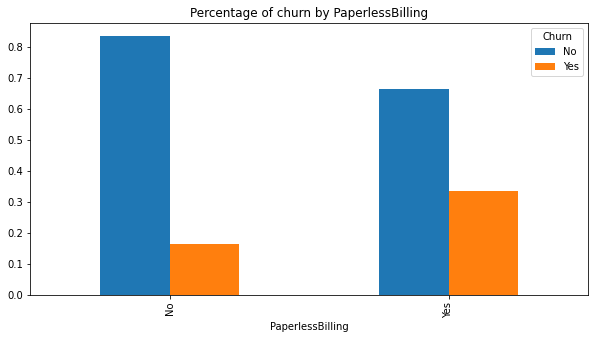 Percentage of churn by PaperlessBilling
Churn
No
Yes
0.8
0.7
0.6
0.5
0.4
0.3
0.2
0.1
0.0
No
Yes
PaperlessBilling